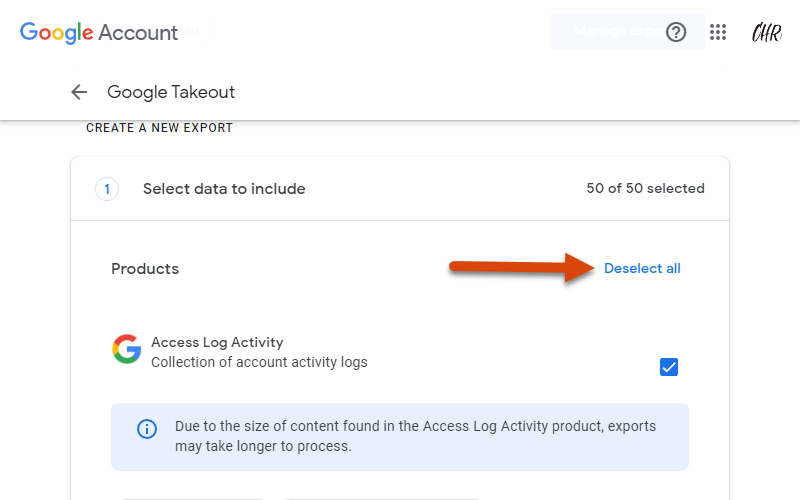 Google Account
Manage exports
CHR
Google Takeout
CREATE A NEW EXPORT
1
Select data to include
50 of 50 selected
Products
Deselect all
Access Log Activity
Collection of account activity logs
Due to the size of content found in the Access Log Activity product, exports
may take longer to process.